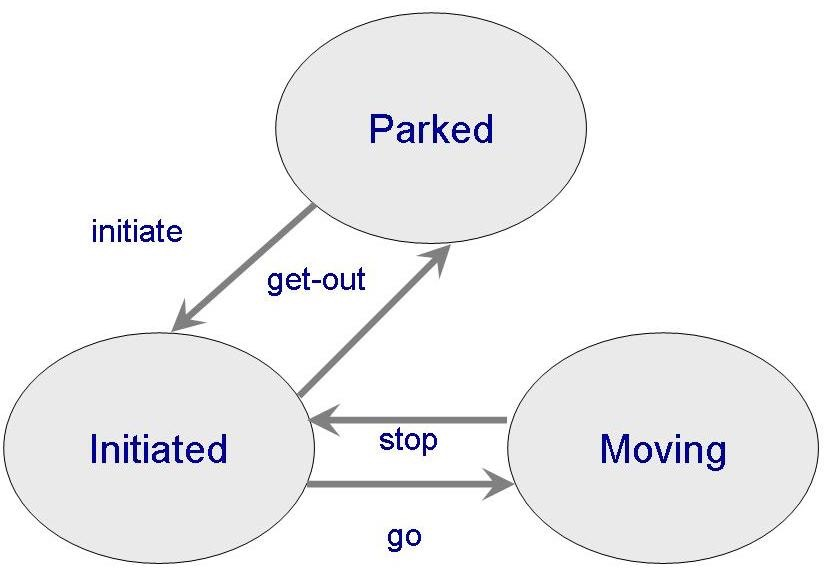 Parked
initiate
get-out
Initiated
stop
Moving
go